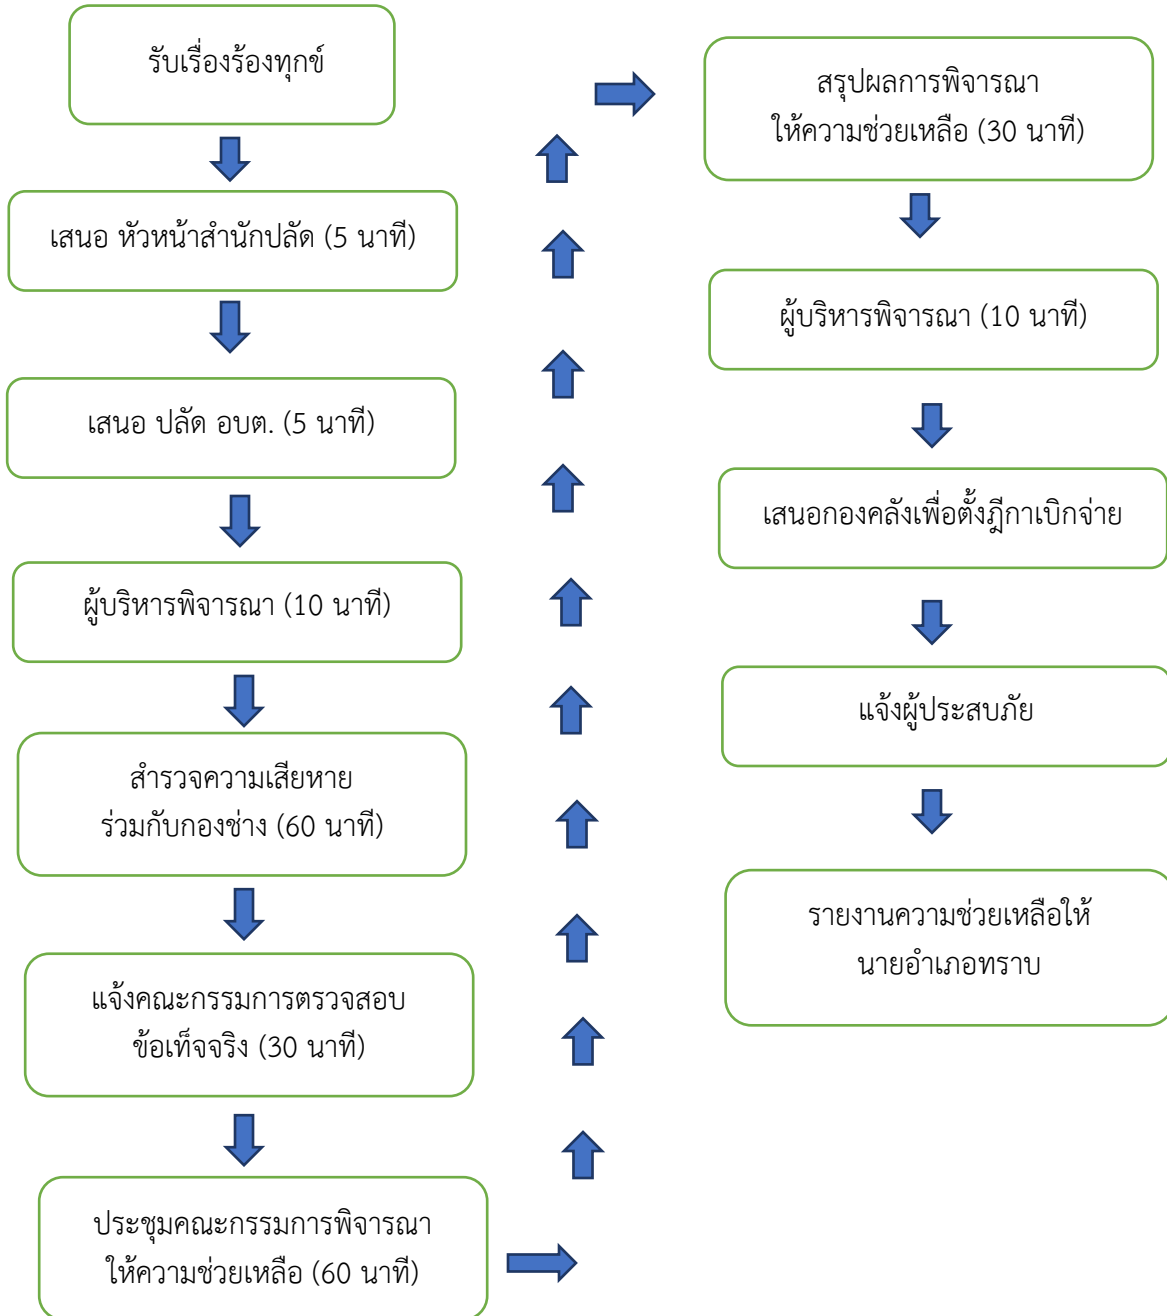 รับเรื่องร้องทุกข์
เสนอ หัวหน้าสำนักปลัด (5 นาที)
เสนอ ปลัด อบต. (5 นาที)
ผู้บริหารพิจารณา (10 นาที)
สำรวจความเสียหาย
ร่วมกับกองช่าง (60 นาที)
แจ้งคณะกรรมการตรวจสอบ
ข้อเท็จจริง (30 นาที)
ประชุมคณะกรรมการพิจารณา
ให้ความช่วยเหลือ (60 นาที)
สรุปผลการพิจารณา
ให้ความช่วยเหลือ (30 นาที)
ผู้บริหารพิจารณา (10 นาที)
เสนอกองคลังเพื่อตั้งฎีกาเบิกจ่าย
แจ้งผู้ประสบภัย
รายงานความช่วยเหลือให้
นายอำเภอทราบ